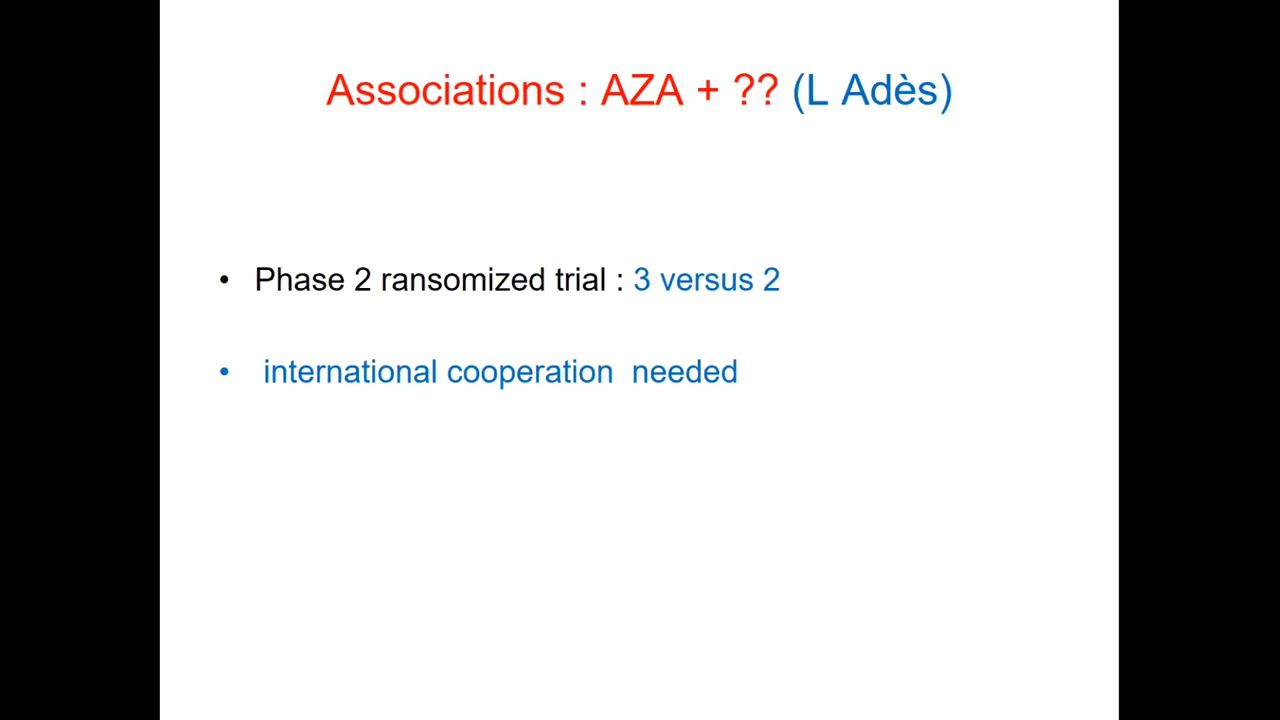 Associations : AZA + ?? (L Adès)
• Phase 2 ransomized trial : 3 versus 2
• international cooperation needed